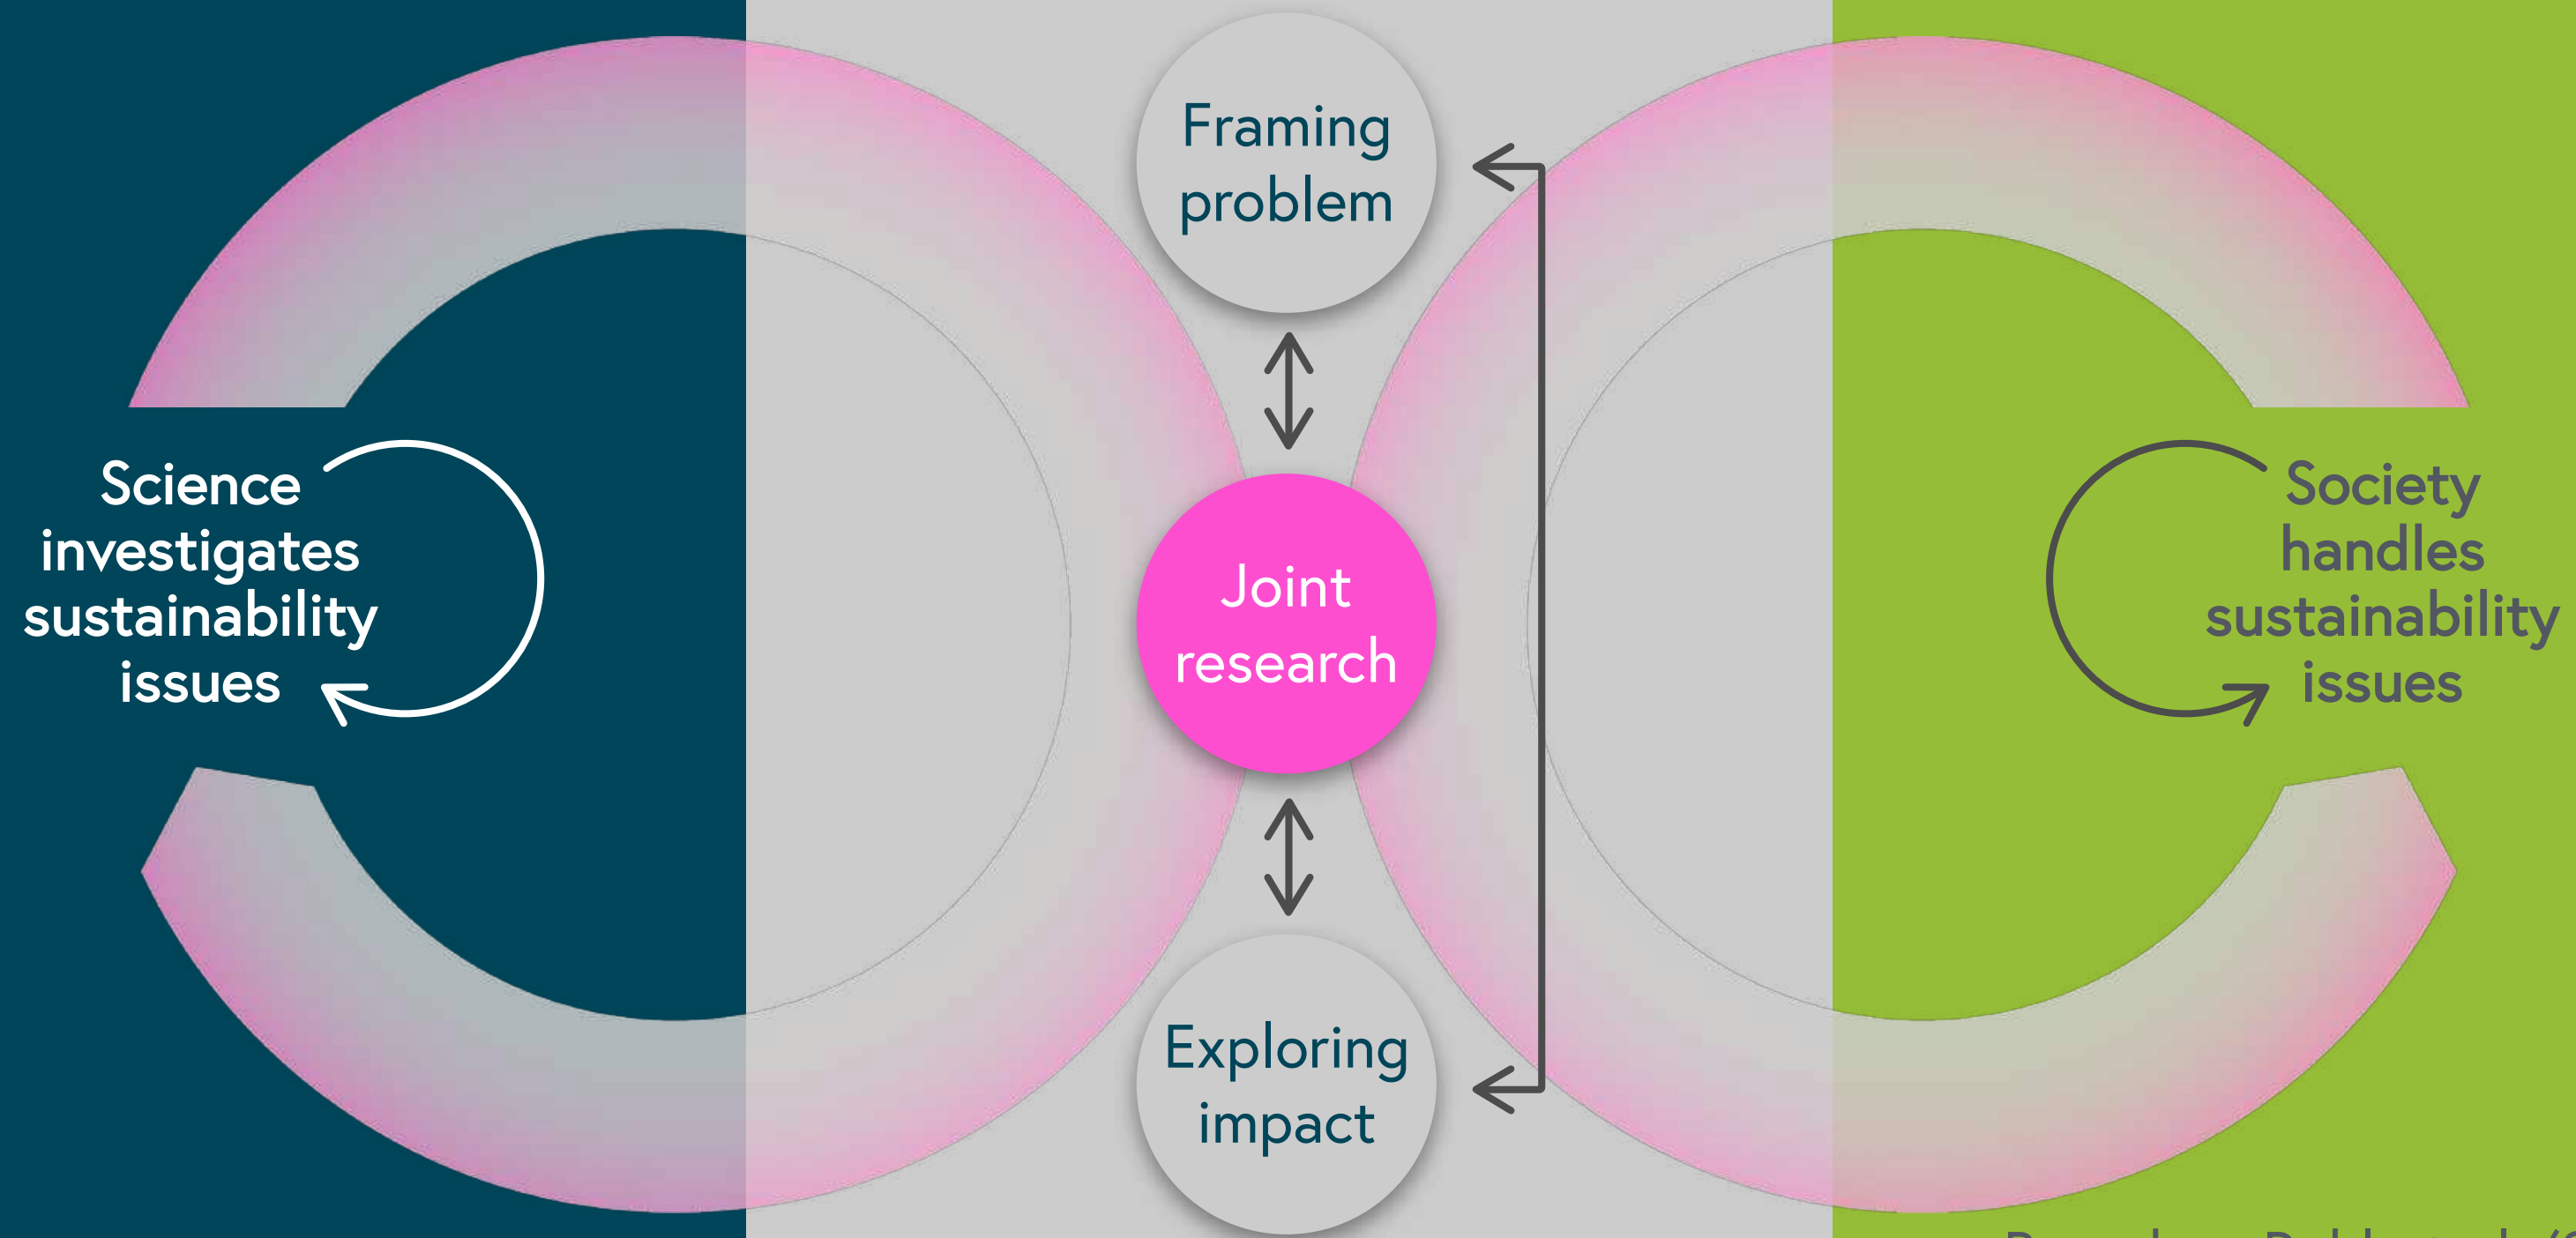 Framing
problem
Science
investigates
sustainability
issues
Joint
research
Society
handles
sustainability
issues
Exploring
impact